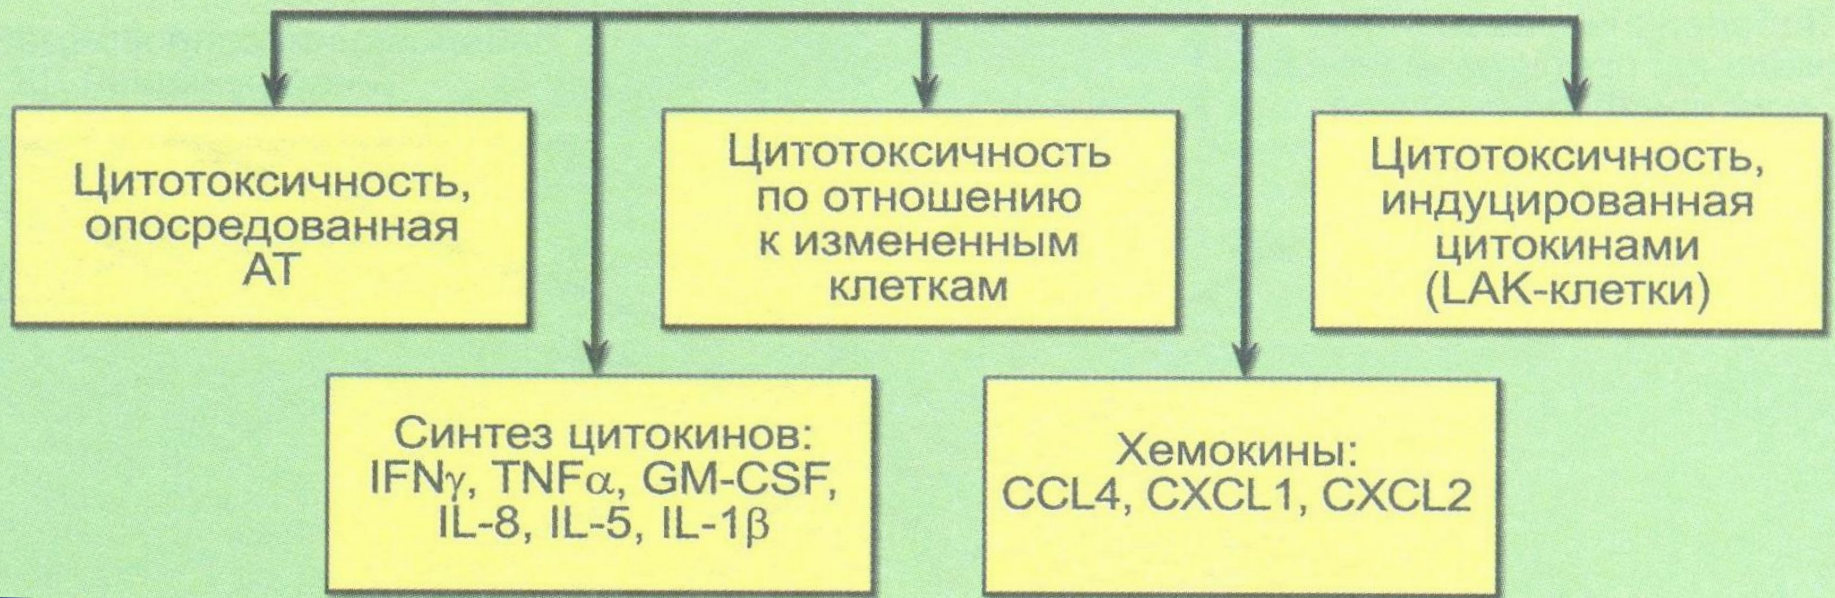 Цитотоксичность,
опосредованная
АТ
Цитотоксичность
по отношению
к измененным
клеткам
Цитотоксичность,
индуцированная
цитокинами
(LAK-клетки)
Синтез цитокинов:
IFNγ, TNFα, GM-CSF,
IL-8, IL-5, IL-1β
Хемокины:
CCL4, CXCL1, CXCL2